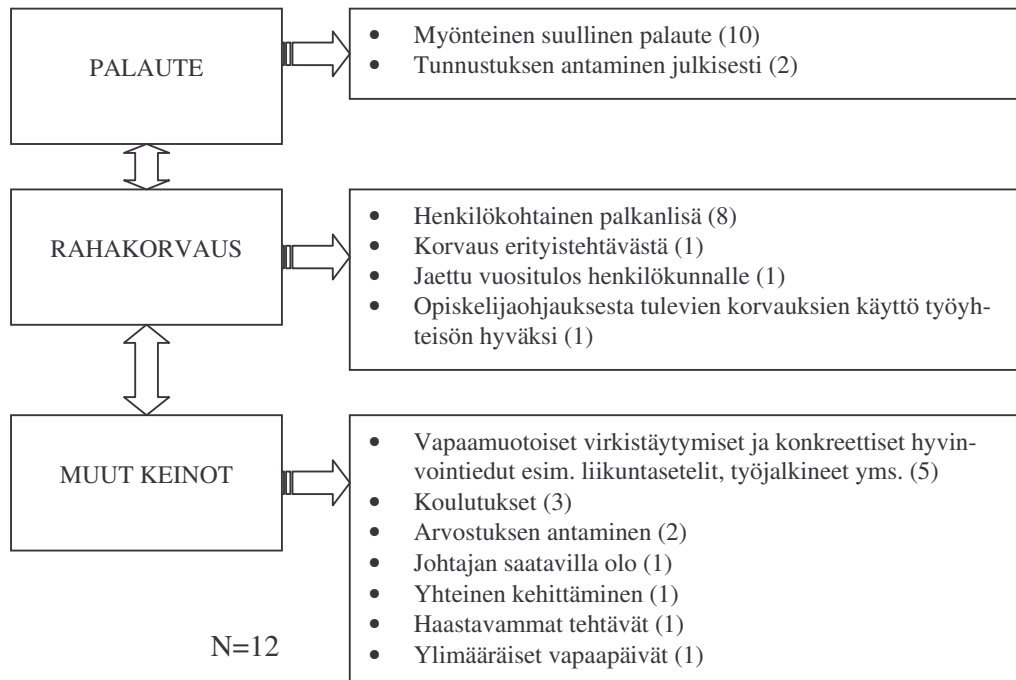 PALAUTE
• Myönteinen suullinen palaute (10)
• Tunnustuksen antaminen julkisesti (2)
RAHAKORVAUS
• Henkilökohtainen palkanlisä (8)
• Korvaus erityistehtävästä (1)
• Jaettu vuositulos henkilökunnalle (1)
• Opiskelijaohjauksesta tulevien korvauksien käyttö työyh-
teisön hyväksi (1)
MUUT KEINOT
• Vapaamuotoiset virkistäytymiset ja konkreettiset hyvin-
vointiedut esim. liikuntasetelit, työjalkineet yms. (5)
• Koulutukset (3)
• Arvostuksen antaminen (2)
• Johtajan saatavilla olo (1)
• Yhteinen kehittäminen (1)
• Haastavammat tehtävät (1)
• Ylimääräiset vapaapäivät (1)
N=12